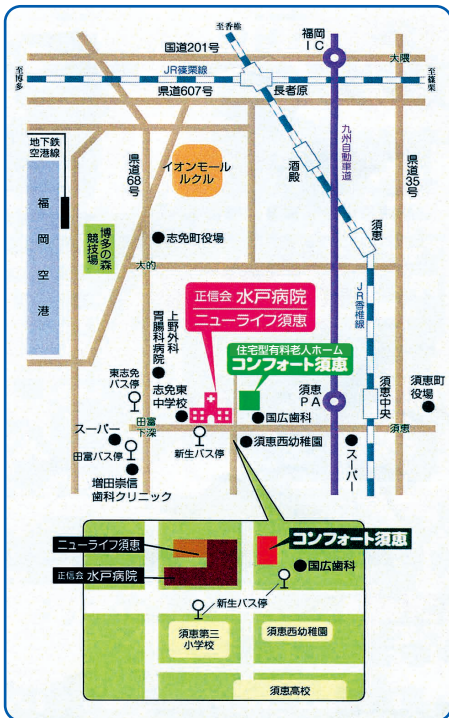 至香椎
国道201号
福岡
IC
大隈
至博多
JR篠栗線
長者原
至篠栗
県道607号
地下鉄
空港線
県道68号
イオンモール
ルクル
酒殿
九州自動車道
県道35号
福岡空港
博多の森
競技場
志免町役場
須恵
大的
JR香椎線
正信会 水戸病院
ニューライフ須恵
上野外科
胃腸科病院
住宅型有料老人ホーム
コンフォート須恵
東志免
バス停
志免東
中学校
須恵
PA
須恵中央
須恵町
役場
国広歯科
スーパー
田富
下深
須恵
田富バス停
新生バス停
須恵西幼稚園
スーパー
増田崇信
歯科クリニック
ニューライフ須恵
コンフォート須恵
正信会 水戸病院
国広歯科
新生バス停
須恵第三
小学校
須恵西幼稚園
須恵高校